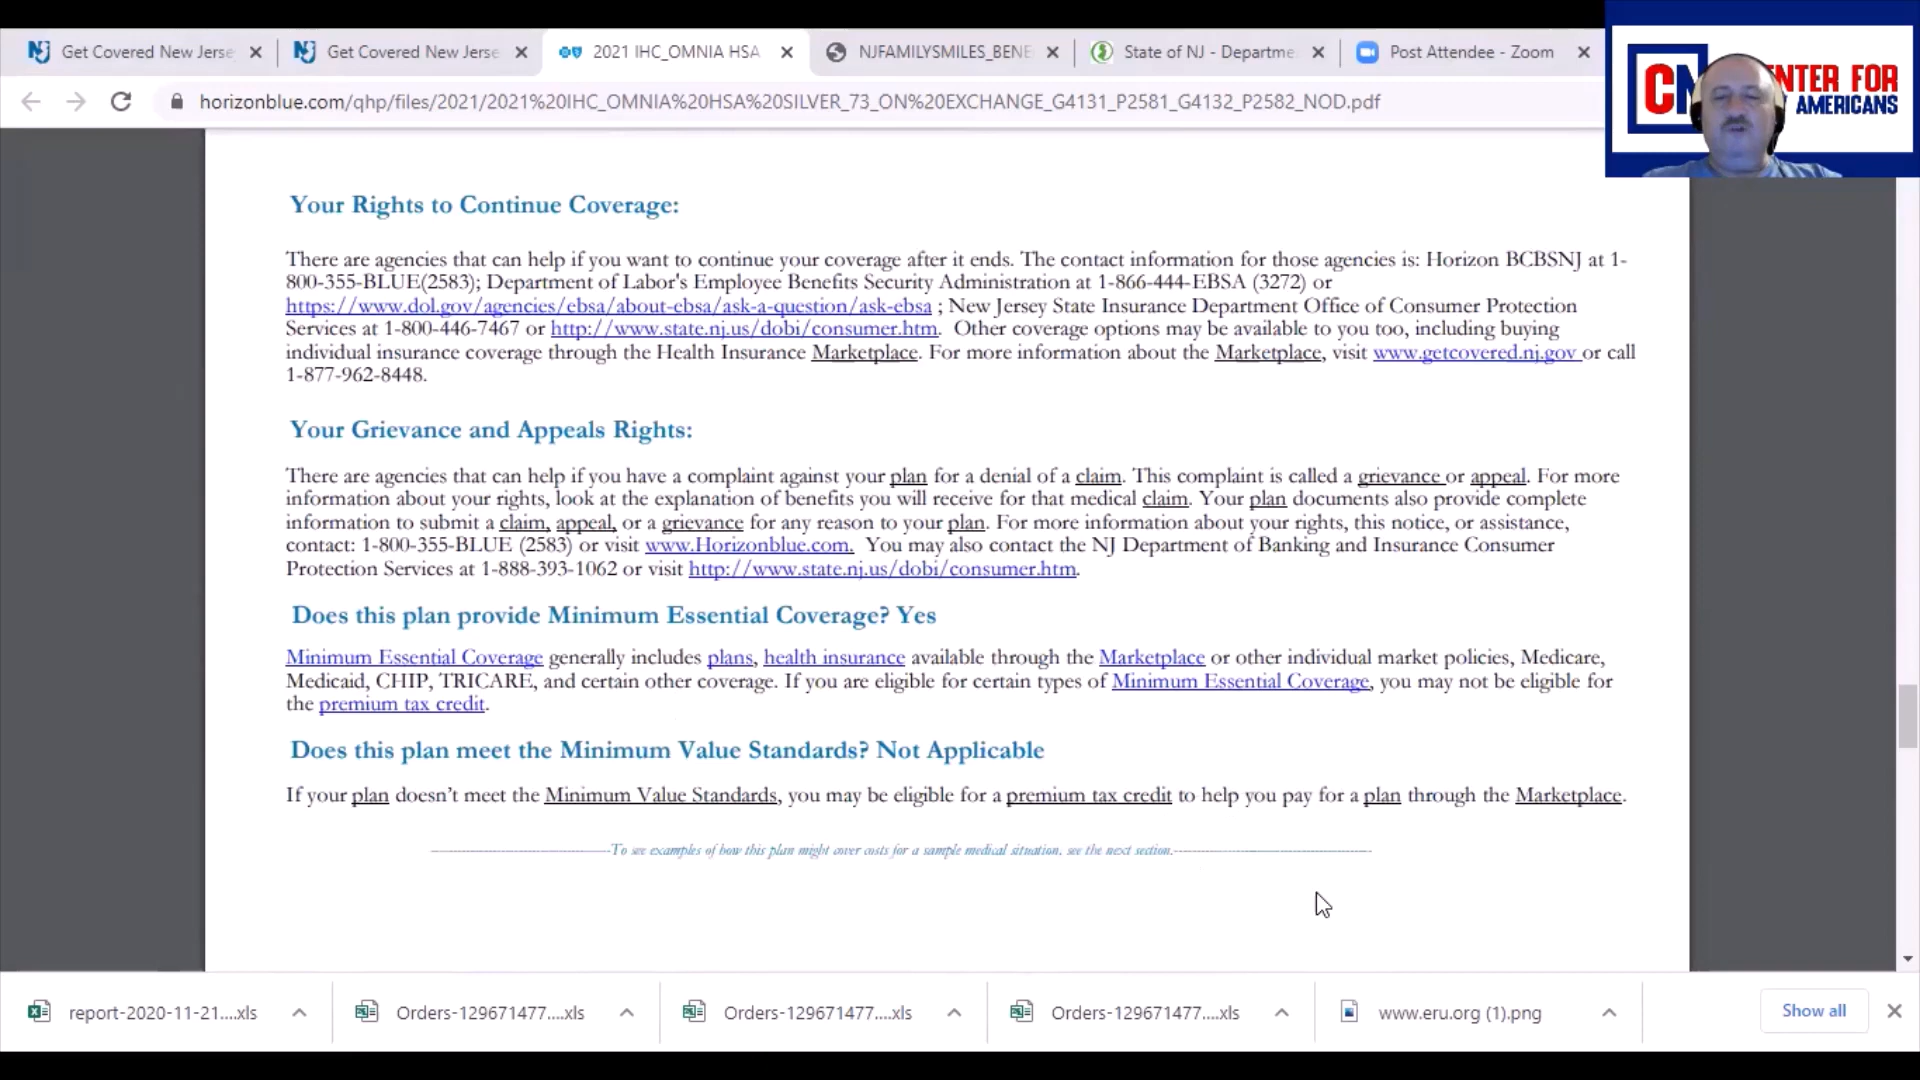 Get Covered New Jerse
Get Covered New Jerse
2021 IHC_OMNIA HSA
NJFAMILYSMILES_BENE
State of NJ - Departme
Post Attendee - Zoom
horizonblue.com/qhp/files/2021/2021%20IHC_OMNIA%20HSA%20SILVER_73_ON%20EXCHANGE_G4131_P2581_G4132_P2582_NOD.pdf
NTER FOR
AMERICANS
Your Rights to Continue Coverage:
There are agencies that can help if you want to continue your coverage after it ends. The contact information for those agencies is: Horizon BCBSNJ at 1-
800-355-BLUE(2583); Department of Labor's Employee Benefits Security Administration at 1-866-444-EBSA (3272) or
https://www.dol.gov/agencies/ebsa/about-ebsa/ask-a-question/ask-ebsa ; New Jersey State Insurance Department Office of Consumer Protection
Services at 1-800-446-7467 or http://www.state.nj.us/dobi/consumer.htm. Other coverage options may be available to you too, including buying
individual insurance coverage through the Health Insurance Marketplace. For more information about the Marketplace, visit www.getcovered.nj.gov or call
1-877-962-8448.
Your Grievance and Appeals Rights:
There are agencies that can help if you have a complaint against your plan for a denial of a claim. This complaint is called a grievance or appeal. For more
information about your rights, look at the explanation of benefits you will receive for that medical claim. Your plan documents also provide complete
information to submit a claim, appeal, or a grievance for any reason to your plan. For more information about your rights, this notice, or assistance,
contact: 1-800-355-BLUE (2583) or visit www.Horizonblue.com. You may also contact the NJ Department of Banking and Insurance Consumer
Protection Services at 1-888-393-1062 or visit http://www.state.nj.us/dobi/consumer.htm.
Does this plan provide Minimum Essential Coverage? Yes
Minimum Essential Coverage generally includes plans, health insurance available through the Marketplace or other individual market policies, Medicare,
Medicaid, CHIP, TRICARE, and certain other coverage. If you are eligible for certain types of Minimum Essential Coverage, you may not be eligible for
the premium tax credit.
Does this plan meet the Minimum Value Standards? Not Applicable
If your plan doesn't meet the Minimum Value Standards, you may be eligible for a premium tax credit to help you pay for a plan through the Marketplace.
To see examples of how this plan might cover costs for a sample medical situation, see the next section.
report-2020-11-21....xls
Orders-129671477....xls
Orders-129671477....xls
Orders-129671477....xls
www.eru.org (1).png
Show all